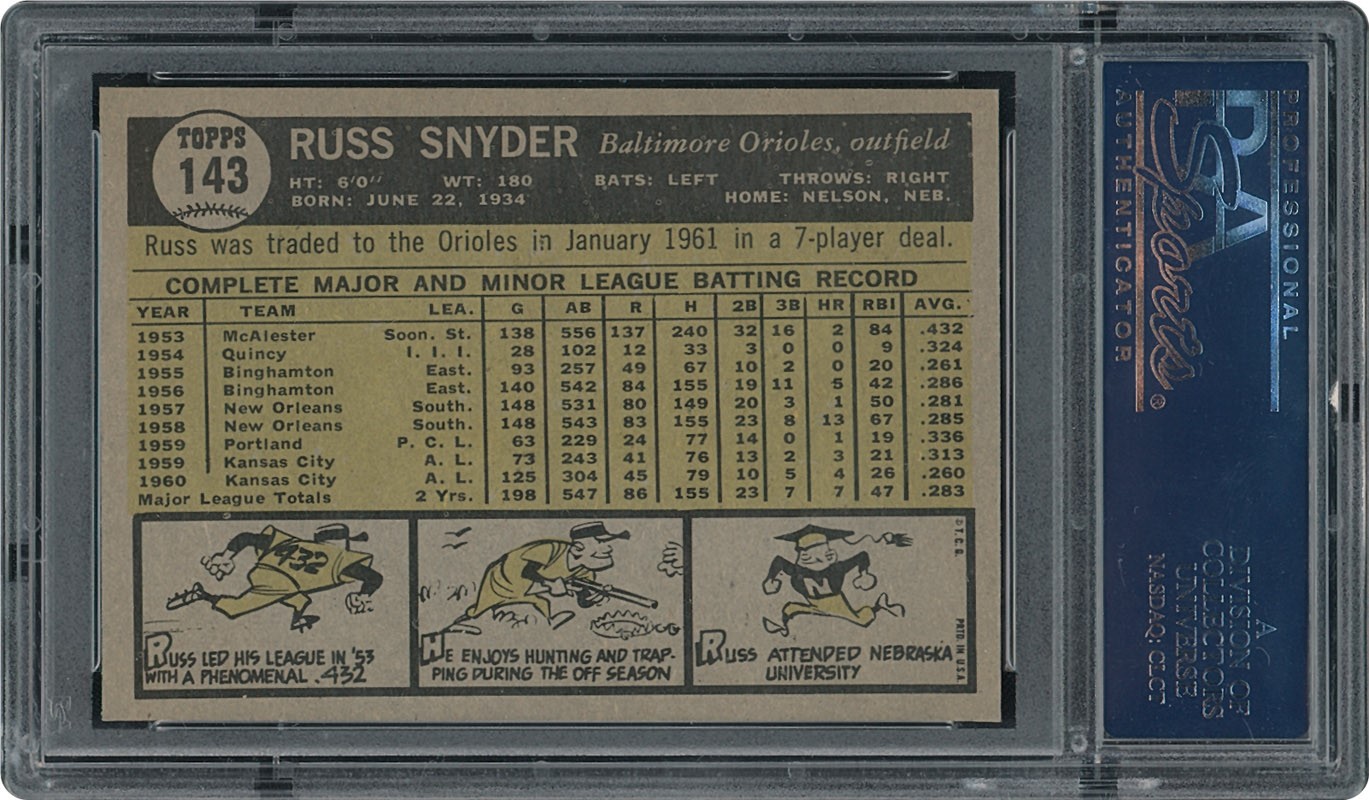 TOPPS
143
RUSS SNYDER Baltimore Orioles, outfield
HT: 6'0" WT: 180 BATS: LEFT THROWS: RIGHT
BORN: JUNE 22, 1934 HOME: NELSON, NEB.
Russ was traded to the Orioles in January 1961 in a 7-player deal.
COMPLETE MAJOR AND MINOR LEAGUE BATTING RECORD
YEAR TEAM LEA. G AB R H 2B 3B HR RBI AVG.
1953 McAlester Soon. St. 138 556 137 240 32 16 2 84 .432
1954 Quincy I. I. I. 28 102 12 33 3 0 0 9 .324
1955 Binghamton East. 93 257 49 67 10 2 0 20 .261
1956 Binghamton East. 140 542 84 155 19 11 5 42 .286
1957 New Orleans South. 148 531 80 149 20 3 1 50 .281
1958 New Orleans South. 148 543 83 155 23 8 13 67 .285
1959 Portland P. C. L. 63 229 24 77 14 0 1 19 .336
1959 Kansas City A. L. 73 243 41 76 13 2 3 21 .313
1960 Kansas City A. L. 125 304 45 79 10 5 4 26 .260
Major League Totals 2 Yrs. 198 547 86 155 23 7 7 47 .283
.432
RUSS LED HIS LEAGUE IN '53
WITH A PHENOMENAL .432
HE ENJOYS HUNTING AND TRAP-
PING DURING THE OFF SEASON
N
RUSS ATTENDED NEBRASKA
UNIVERSITY
© T.C.G.
PRTD. IN U.S.A.
PROFESSIONAL
PSA
Sports
AUTHENTICATOR
®
A
DIVISION OF
COLLECTORS
UNIVERSE
NASDAQ: CLCT